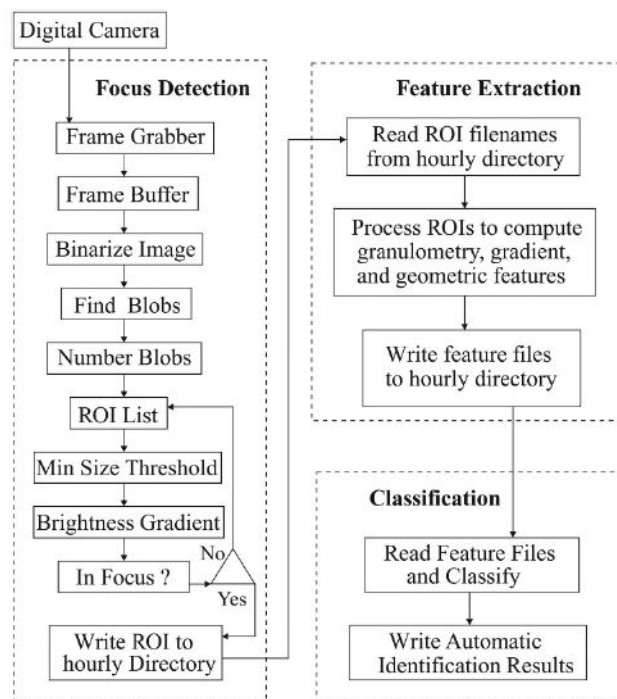 Digital Camera
Focus Detection
Frame Grabber
Frame Buffer
Binarize Image
Find Blobs
Number Blobs
ROI List
Min Size Threshold
Brightness Gradient
In Focus ?
No
Yes
Write ROI to
hourly Directory
Feature Extraction
Read ROI filenames
from hourly directory
Process ROIs to compute
granulometry, gradient,
and geometric features
Write feature files
to hourly directory
Classification
Read Feature Files
and Classify
Write Automatic
Identification Results